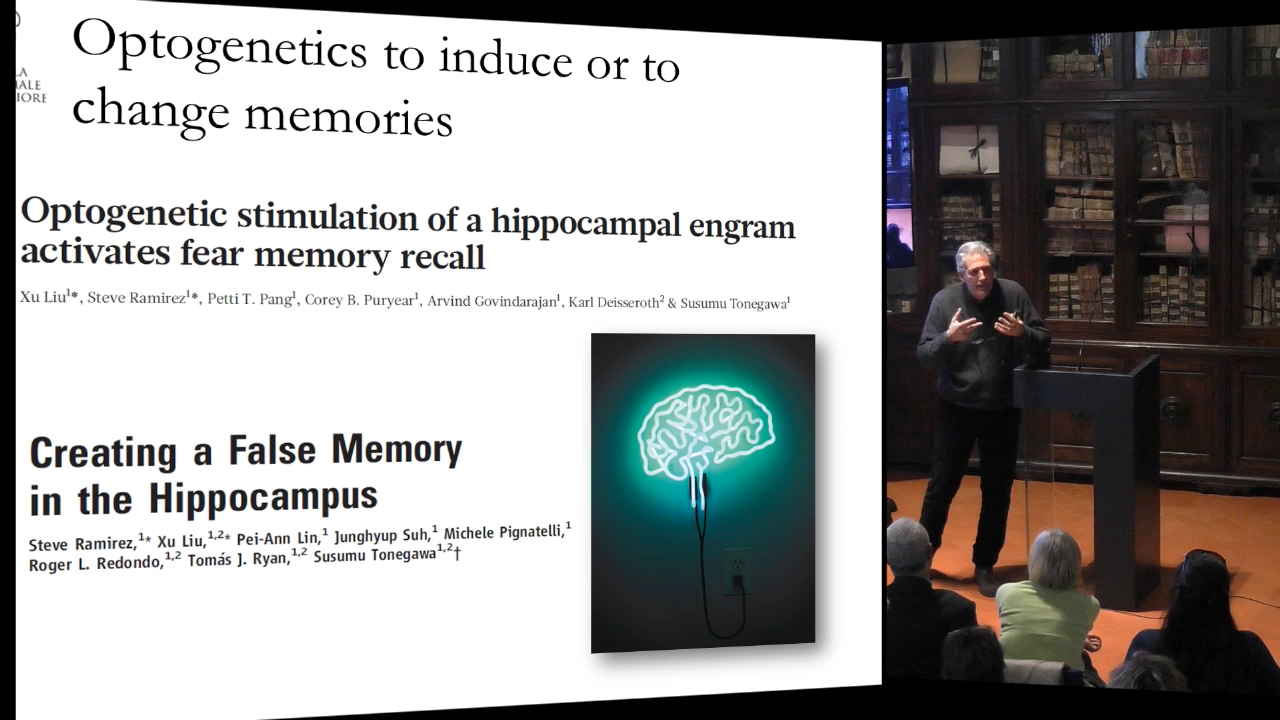 LA
ALE
IORE
Optogenetics to induce or to
change memories
Optogenetic stimulation of a hippocampal engram
activates fear memory recall
Xu Liu¹*, Steve Ramirez¹*, Petti T. Pang¹, Corey B. Puryear¹, Arvind Govindarajan¹, Karl Deisseroth² & Susumu Tonegawa¹
Creating a False Memory
in the Hippocampus
Steve Ramirez,¹* Xu Liu,¹,²* Pei-Ann Lin,¹ Junghyup Suh,¹ Michele Pignatelli,¹
Roger L. Redondo,¹,² Tomás J. Ryan,¹,² Susumu Tonegawa¹,²†